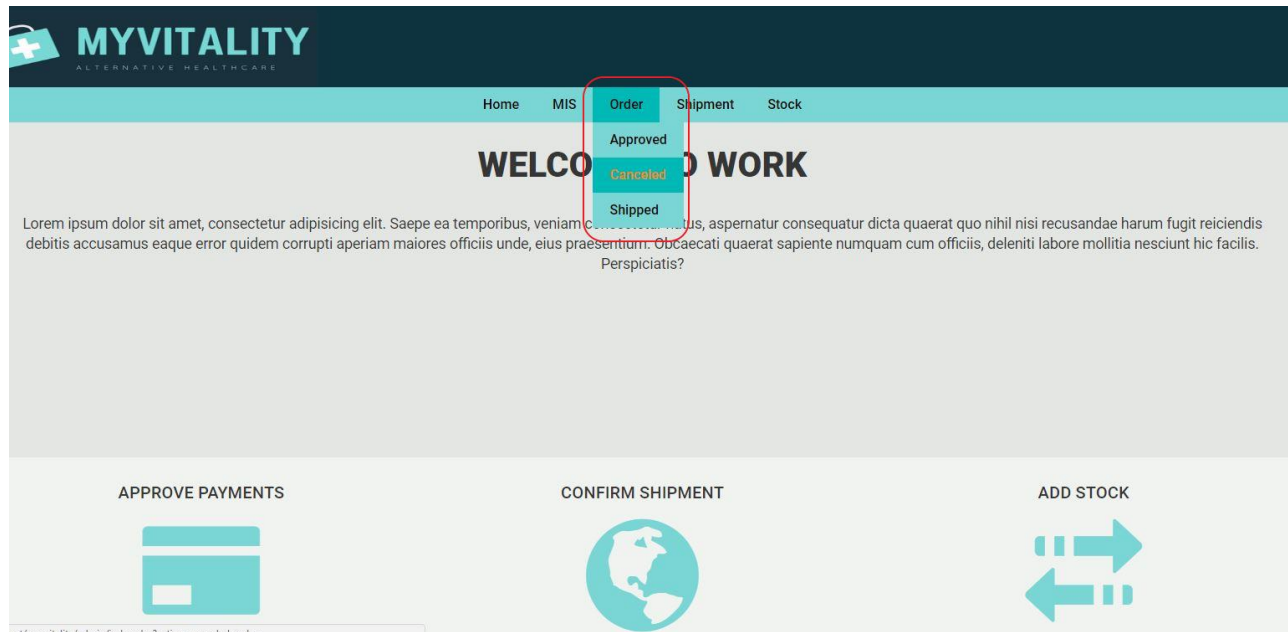 MYVITALITY
ALTERNATIVE HEALTHCARE
Home MIS Order Shipment Stock
Approved
Canceled
Shipped
WORK
Lorem ipsum dolor sit amet, consectetur adipisicing elit. Saepe ea temporibus, veniam aspernatur consequatur dicta quaerat quo nihil nisi recusandae harum fugit reiciendis
debitis accusamus eaque error quidem corrupti aperiam maiores officiis unde, eius praesentium. Obcaecati quaerat sapiente numquam cum officiis, deleniti labore mollitia nesciunt hic facilis.
Perspiciatis?
APPROVE PAYMENTS CONFIRM SHIPMENT ADD STOCK